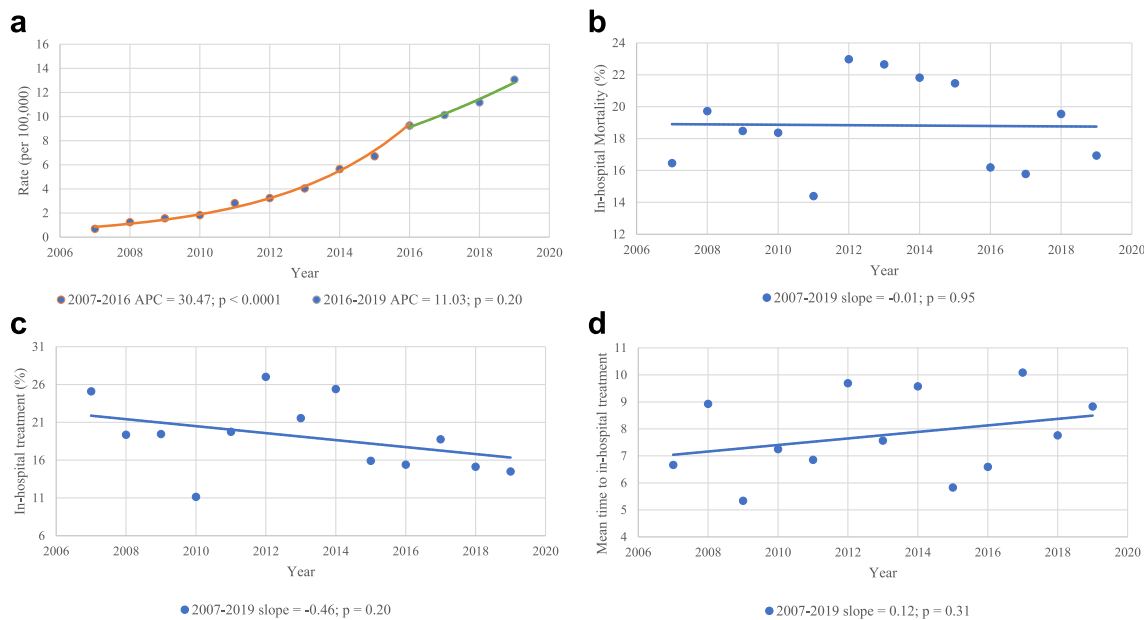 a
16
14
12
10
8
6
4
2
0
Rate (per 100,000)
2006 2008 2010 2012 2014 2016 2018 2020
Year
2007-2016 APC = 30.47; p < 0.0001 2016-2019 APC = 11.03; p = 0.20
b
24
22
20
18
16
14
12
In-hospital Mortality (%)
2006 2008 2010 2012 2014 2016 2018 2020
Year
2007-2019 slope = -0.01; p = 0.95
c
31
26
21
16
11
6
In-hospital treatment (%)
2006 2008 2010 2012 2014 2016 2018 2020
Year
2007-2019 slope = -0.46; p = 0.20
d
11
10
9
8
7
6
5
4
Mean time to in-hospital treatment
2006 2008 2010 2012 2014 2016 2018 2020
Year
2007-2019 slope = 0.12; p = 0.31